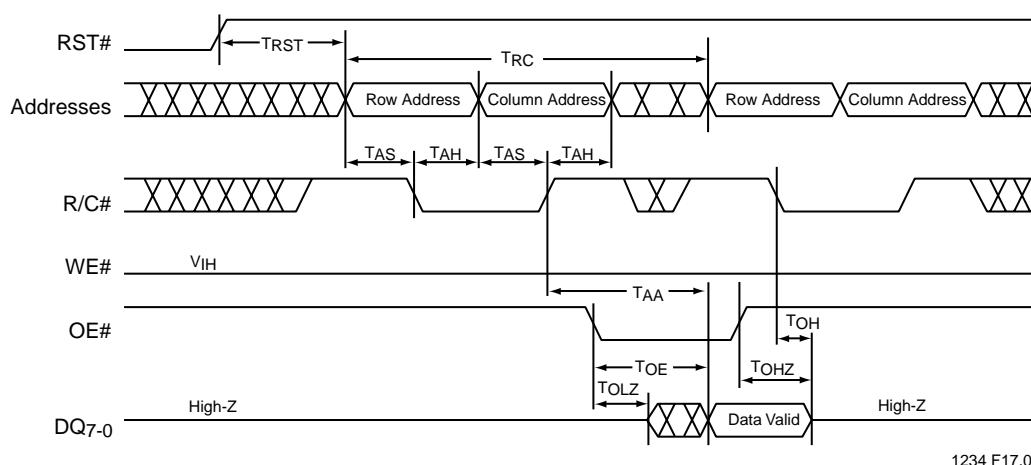 RST#
TRST
TRC
Addresses
Row Address
Column Address
Row Address
Column Address
TAS
TAH
TAS
TAH
R/C#
WE#
VIH
TAA
OE#
TOH
TOE
TOHZ
TOLZ
DQ7-0
High-Z
Data Valid
High-Z
1234 F17.0